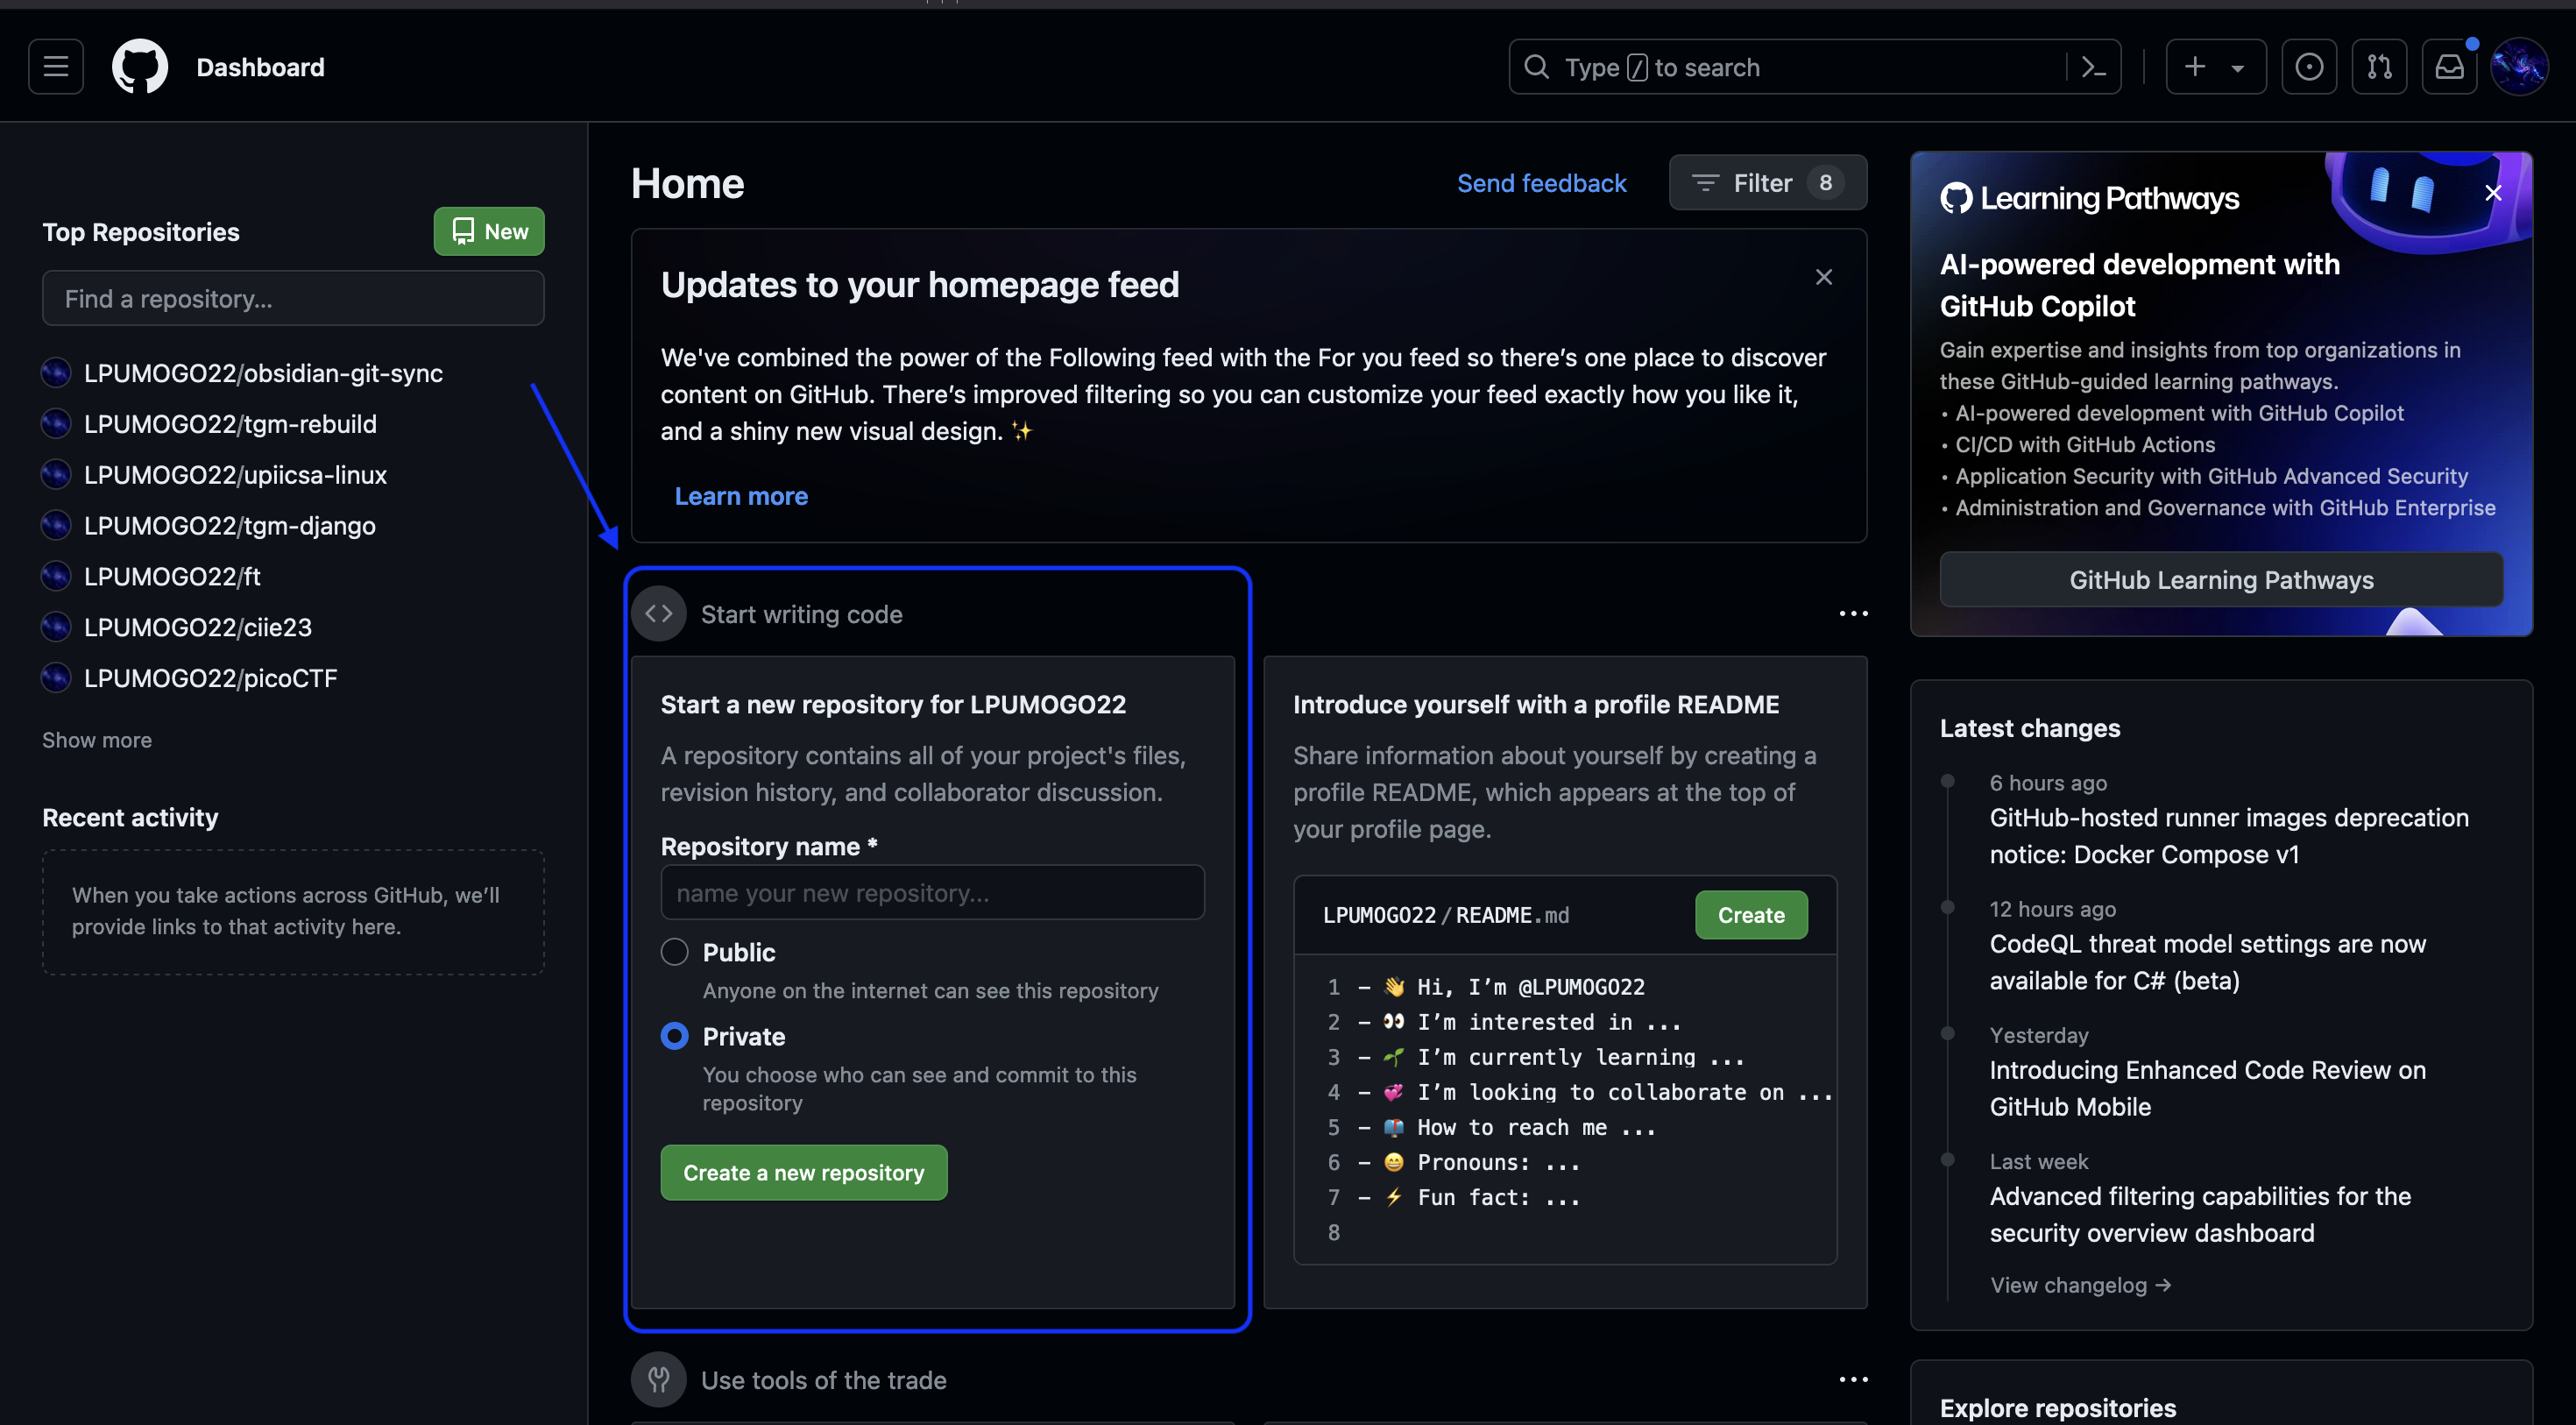 Dashboard
Type / to search
Top Repositories
New
Find a repository...
LPUMOGO22/obsidian-git-sync
LPUMOGO22/tgm-rebuild
LPUMOGO22/upiicsa-linux
LPUMOGO22/tgm-django
LPUMOGO22/ft
LPUMOGO22/ciie23
LPUMOGO22/picoCTF
Show more
Recent activity
When you take actions across GitHub, we’ll
provide links to that activity here.
Home
Send feedback
Filter 8
Updates to your homepage feed
We've combined the power of the Following feed with the For you feed so there’s one place to discover
content on GitHub. There’s improved filtering so you can customize your feed exactly how you like it,
and a shiny new visual design. ✨
Learn more
Start writing code
Start a new repository for LPUMOGO22
A repository contains all of your project's files,
revision history, and collaborator discussion.
Repository name *
name your new repository...
Public
Anyone on the internet can see this repository
Private
You choose who can see and commit to this
repository
Create a new repository
Introduce yourself with a profile README
Share information about yourself by creating a
profile README, which appears at the top of
your profile page.
LPUMOGO22 / README.md
Create
1 - 👋 Hi, I’m @LPUMOGO22
2 - 👀 I’m interested in ...
3 - 🌱 I’m currently learning ...
4 - 💞️ I’m looking to collaborate on ...
5 - 📫 How to reach me ...
6 - 😄 Pronouns: ...
7 - ⚡ Fun fact: ...
8
Use tools of the trade
Learning Pathways
AI-powered development with
GitHub Copilot
Gain expertise and insights from top organizations in
these GitHub-guided learning pathways.
• AI-powered development with GitHub Copilot
• CI/CD with GitHub Actions
• Application Security with GitHub Advanced Security
• Administration and Governance with GitHub Enterprise
GitHub Learning Pathways
Latest changes
6 hours ago
GitHub-hosted runner images deprecation
notice: Docker Compose v1
12 hours ago
CodeQL threat model settings are now
available for C# (beta)
Yesterday
Introducing Enhanced Code Review on
GitHub Mobile
Last week
Advanced filtering capabilities for the
security overview dashboard
View changelog →
Explore repositories